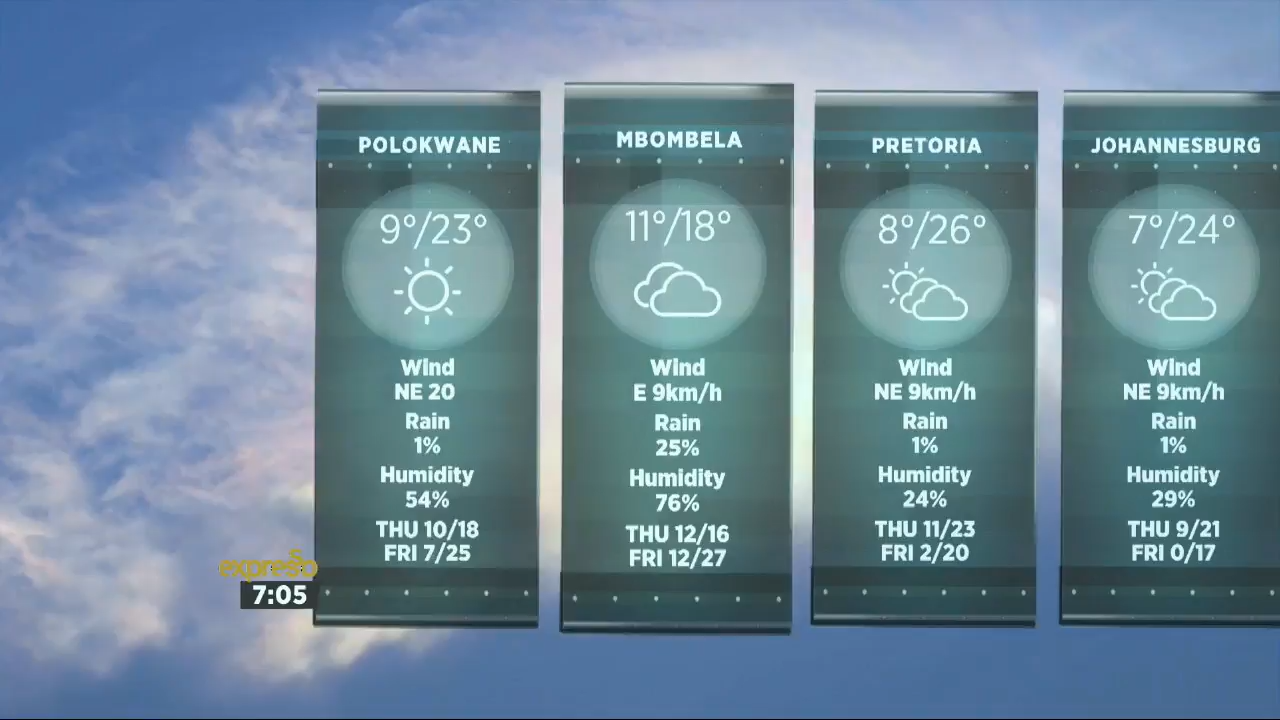 POLOKWANE
9°/23°
Wind
NE 20
Rain
1%
Humidity
54%
THU 10/18
FRI 7/25
MBOMBELA
11°/18°
Wind
E 9km/h
Rain
25%
Humidity
76%
THU 12/16
FRI 12/27
PRETORIA
8°/26°
Wind
NE 9km/h
Rain
1%
Humidity
24%
THU 11/23
FRI 2/20
JOHANNESBURG
7°/24°
Wind
NE 9km/h
Rain
1%
Humidity
29%
THU 9/21
FRI 0/17
expresso
7:05